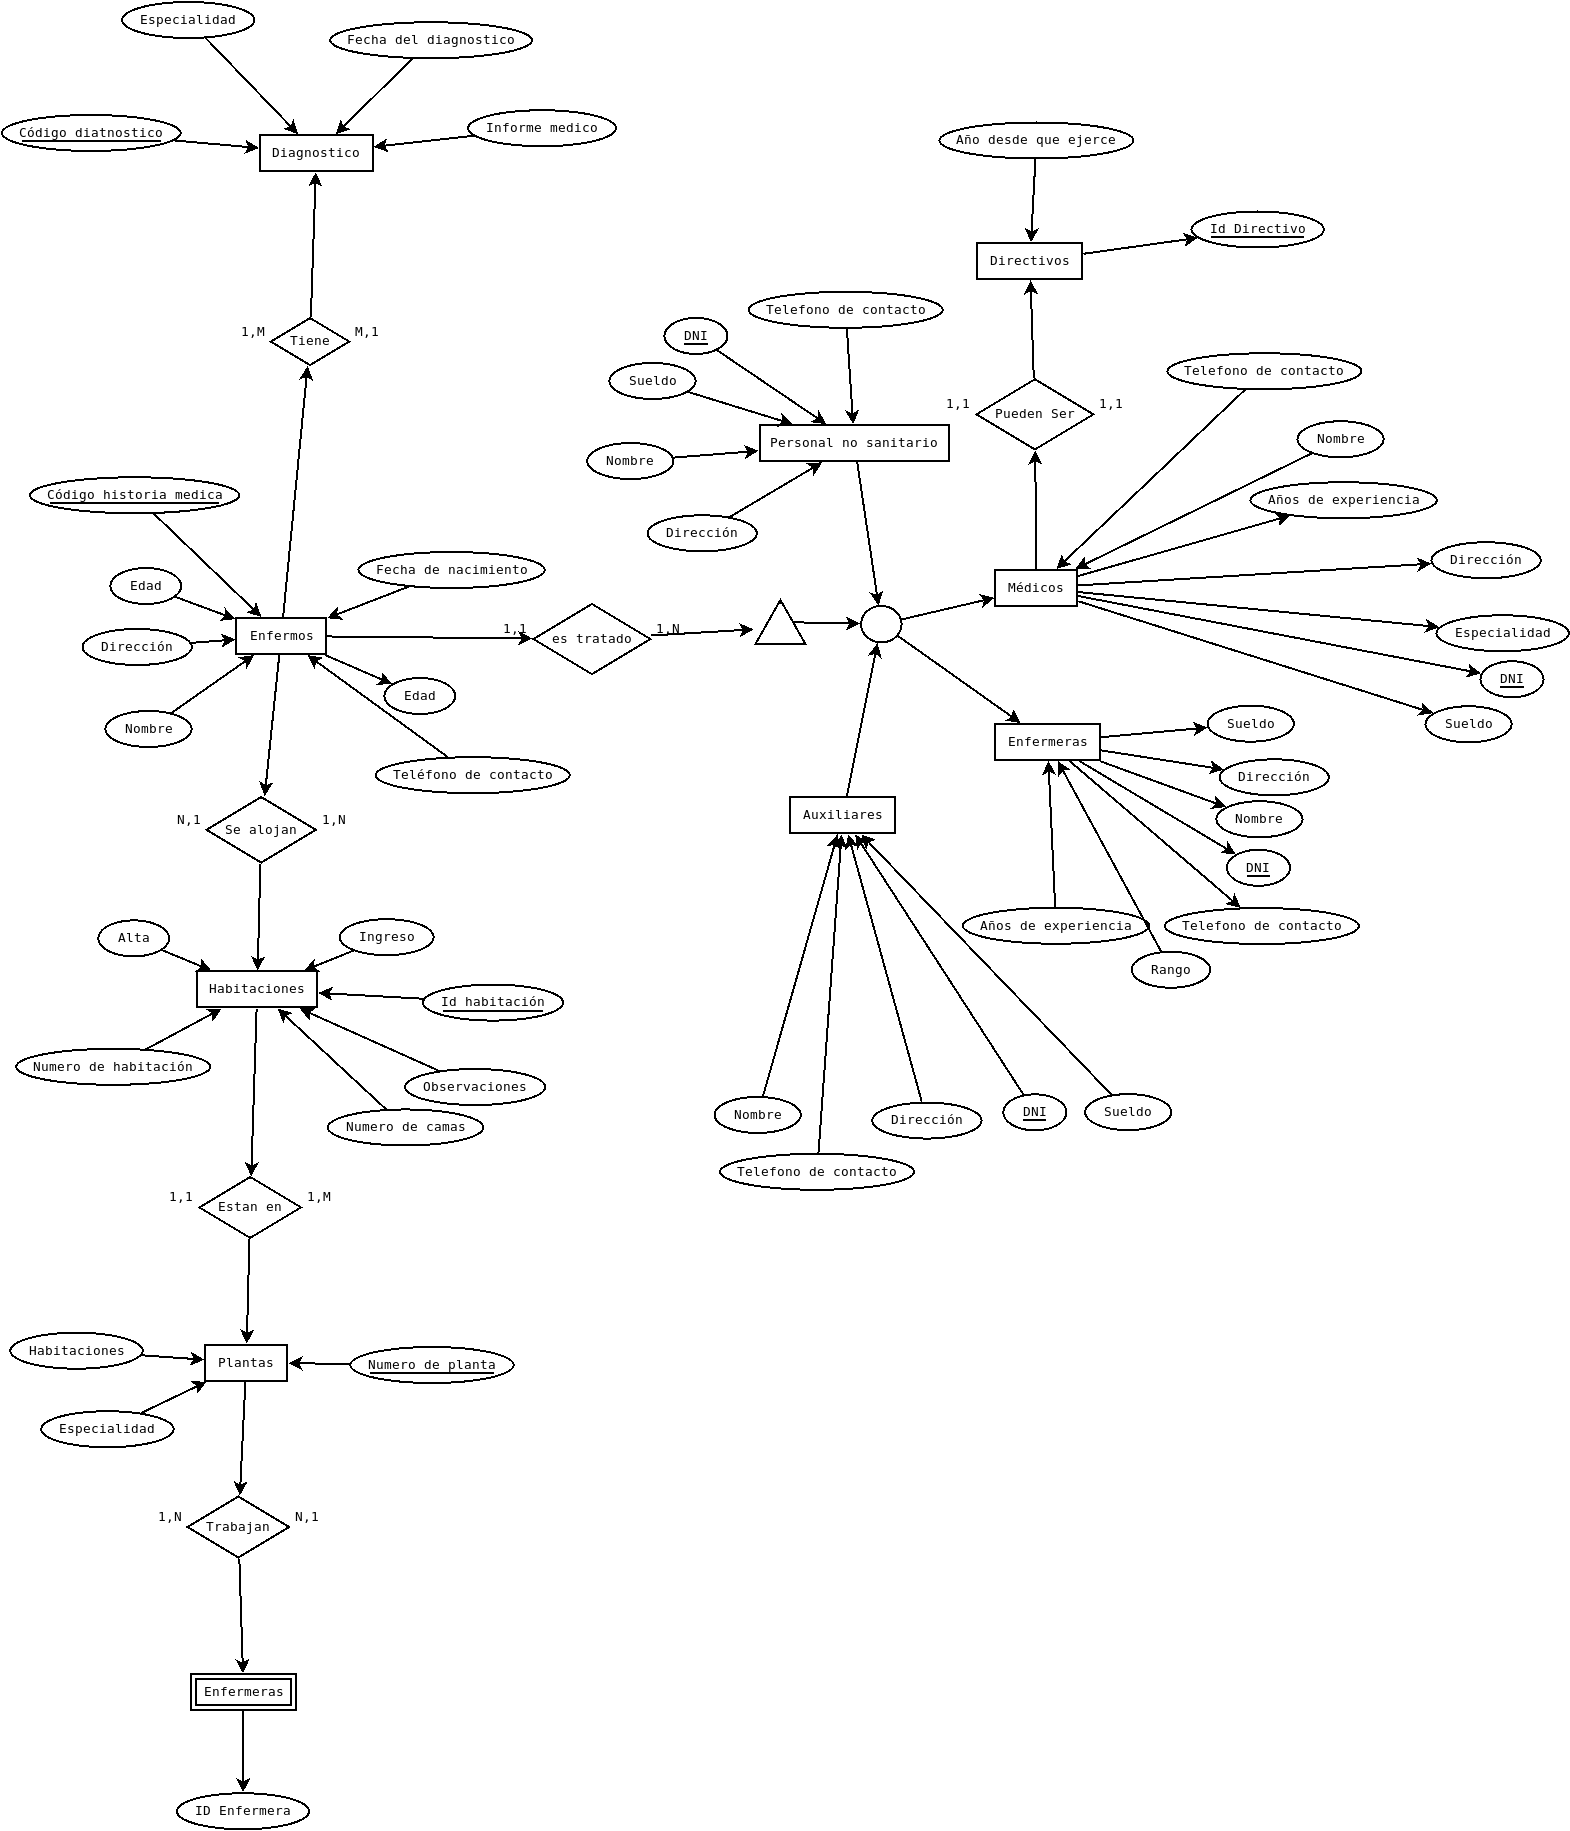 Especialidad
Fecha del diagnostico
Código diatnostico
Informe medico
Diagnostico
Año desde que ejerce
Id Directivo
Directivos
Telefono de contacto
DNI
1,M
Tiene
M,1
Sueldo
Telefono de contacto
1,1
Pueden Ser
1,1
Nombre
Personal no sanitario
Nombre
Código historia medica
Años de experiencia
Dirección
Dirección
Fecha de nacimiento
Edad
Médicos
Enfermos
1,1
es tratado
1,N
Especialidad
Dirección
DNI
Edad
Nombre
Sueldo
Sueldo
Enfermeras
Teléfono de contacto
Dirección
N,1
Se alojan
1,N
Auxiliares
Nombre
DNI
Alta
Ingreso
Años de experiencia
Telefono de contacto
Rango
Habitaciones
Id habitación
Numero de habitación
Observaciones
Numero de camas
Nombre
Dirección
DNI
Sueldo
Telefono de contacto
1,1
Estan en
1,M
Habitaciones
Plantas
Numero de planta
Especialidad
1,N
Trabajan
N,1
Enfermeras
ID Enfermera